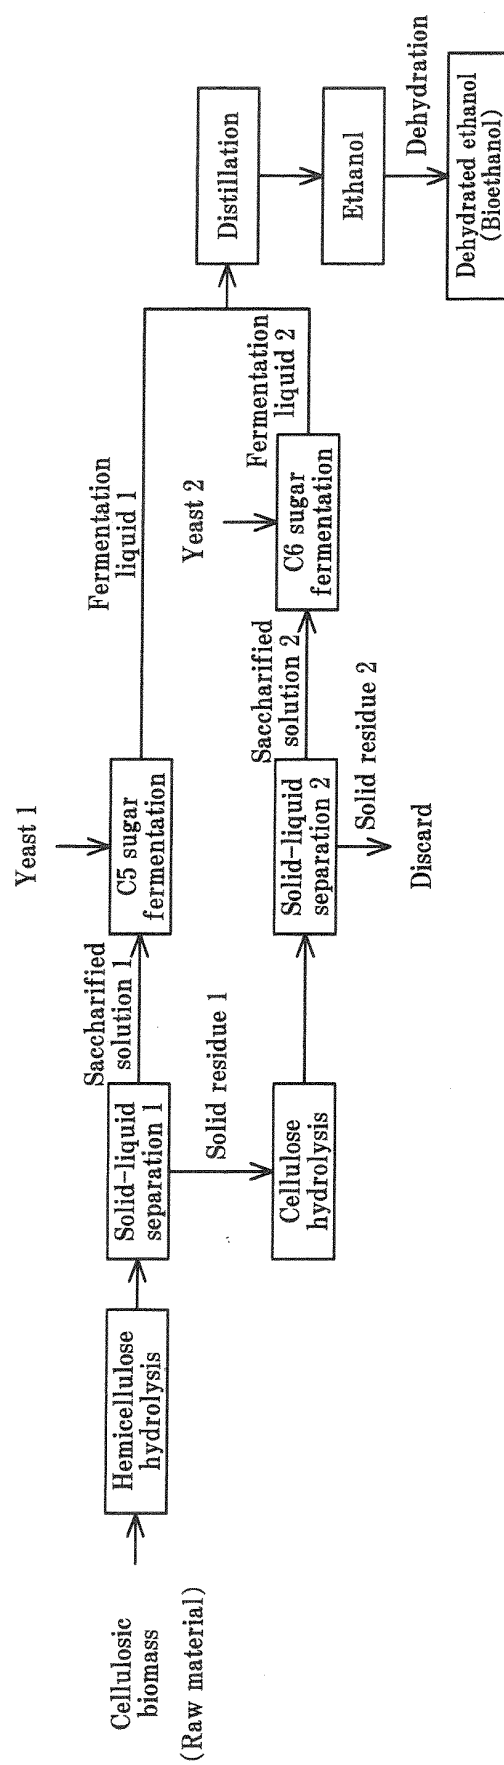 Cellulosic
biomass
(Raw material)
Hemicellulose
hydrolysis
Solid-liquid
separation 1
Saccharified
solution 1
Yeast 1
C5 sugar
fermentation
Fermentation
liquid 1
Solid residue 1
Cellulose
hydrolysis
Solid-liquid
separation 2
Solid residue 2
Discard
Saccharified
solution 2
Yeast 2
C6 sugar
fermentation
Fermentation
liquid 2
Distillation
Ethanol
Dehydration
Dehydrated ethanol
(Bioethanol)